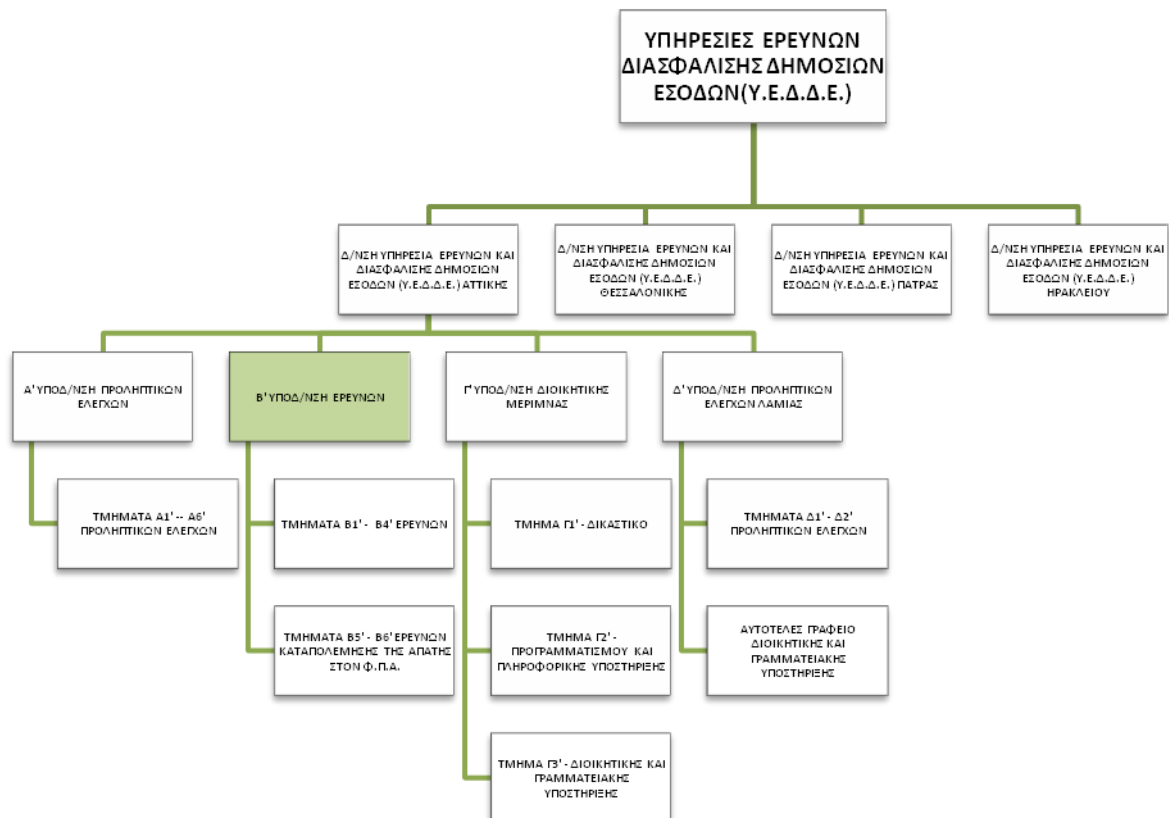 ΥΠΗΡΕΣΙΕΣ ΕΡΕΥΝΩΝ
ΔΙΑΣΦΑΛΙΣΗΣ ΔΗΜΟΣΙΩΝ
ΕΣΟΔΩΝ(Υ.Ε.Δ.Δ.Ε.)
Δ/ΝΣΗ ΥΠΗΡΕΣΙΑ ΕΡΕΥΝΩΝ ΚΑΙ
ΔΙΑΣΦΑΛΙΣΗΣ ΔΗΜΟΣΙΩΝ
ΕΣΟΔΩΝ (Υ.Ε.Δ.Δ.Ε.) ΑΤΤΙΚΗΣ
Δ/ΝΣΗ ΥΠΗΡΕΣΙΑ ΕΡΕΥΝΩΝ ΚΑΙ
ΔΙΑΣΦΑΛΙΣΗΣ ΔΗΜΟΣΙΩΝ
ΕΣΟΔΩΝ (Υ.Ε.Δ.Δ.Ε.)
ΘΕΣΣΑΛΟΝΙΚΗΣ
Δ/ΝΣΗ ΥΠΗΡΕΣΙΑ ΕΡΕΥΝΩΝ ΚΑΙ
ΔΙΑΣΦΑΛΙΣΗΣ ΔΗΜΟΣΙΩΝ
ΕΣΟΔΩΝ (Υ.Ε.Δ.Δ.Ε.) ΠΑΤΡΑΣ
Δ/ΝΣΗ ΥΠΗΡΕΣΙΑ ΕΡΕΥΝΩΝ ΚΑΙ
ΔΙΑΣΦΑΛΙΣΗΣ ΔΗΜΟΣΙΩΝ
ΕΣΟΔΩΝ (Υ.Ε.Δ.Δ.Ε.)
ΗΡΑΚΛΕΙΟΥ
Α' ΥΠΟΔ/ΝΣΗ ΠΡΟΛΗΠΤΙΚΩΝ
ΕΛΕΓΧΩΝ
Β' ΥΠΟΔ/ΝΣΗ ΕΡΕΥΝΩΝ
Γ' ΥΠΟΔ/ΝΣΗ ΔΙΟΙΚΗΤΙΚΗΣ
ΜΕΡΙΜΝΑΣ
Δ' ΥΠΟΔ/ΝΣΗ ΠΡΟΛΗΠΤΙΚΩΝ
ΕΛΕΓΧΩΝ ΛΑΜΙΑΣ
ΤΜΗΜΑΤΑ Α1' -- Α6'
ΠΡΟΛΗΠΤΙΚΩΝ ΕΛΕΓΧΩΝ
ΤΜΗΜΑΤΑ Β1' - Β4' ΕΡΕΥΝΩΝ
ΤΜΗΜΑ Γ1' - ΔΙΚΑΣΤΙΚΟ
ΤΜΗΜΑΤΑ Δ1' - Δ2'
ΠΡΟΛΗΠΤΙΚΩΝ ΕΛΕΓΧΩΝ
ΤΜΗΜΑΤΑ Β5' - Β6' ΕΡΕΥΝΩΝ
ΚΑΤΑΠΟΛΕΜΗΣΗΣ ΤΗΣ ΑΠΑΤΗΣ
ΣΤΟΝ Φ.Π.Α.
ΤΜΗΜΑ Γ2' -
ΠΡΟΓΡΑΜΜΑΤΙΣΜΟΥ ΚΑΙ
ΠΛΗΡΟΦΟΡΙΚΗΣ ΥΠΟΣΤΗΡΙΞΗΣ
ΑΥΤΟΤΕΛΕΣ ΓΡΑΦΕΙΟ
ΔΙΟΙΚΗΤΙΚΗΣ ΚΑΙ
ΓΡΑΜΜΑΤΕΙΑΚΗΣ
ΥΠΟΣΤΗΡΙΞΗΣ
ΤΜΗΜΑ Γ3' - ΔΙΟΙΚΗΤΙΚΗΣ ΚΑΙ
ΓΡΑΜΜΑΤΕΙΑΚΗΣ
ΥΠΟΣΤΗΡΙΞΗΣ